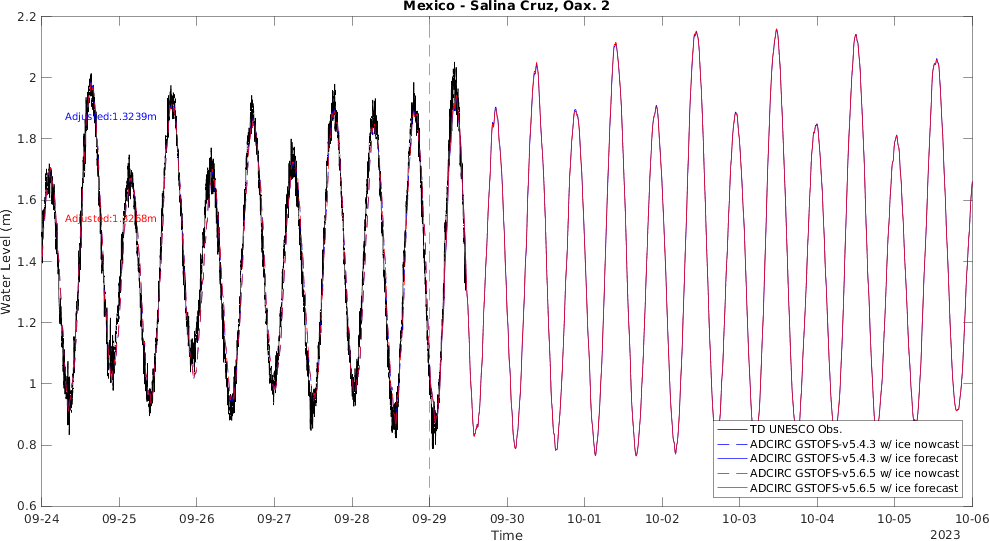 Mexico - Salina Cruz, Oax. 2
2.2
2
1.8
1.6
1.4
1.2
1
0.8
0.6
Water Level (m)
Adjusted:1.3239m
Adjusted:1.3268m
TD UNESCO Obs.
ADCIRC GSTOFS-v5.4.3 w/ ice nowcast
ADCIRC GSTOFS-v5.4.3 w/ ice forecast
ADCIRC GSTOFS-v5.6.5 w/ ice nowcast
ADCIRC GSTOFS-v5.6.5 w/ ice forecast
09-24 09-25 09-26 09-27 09-28 09-29 09-30 10-01 10-02 10-03 10-04 10-05 10-06
Time
2023